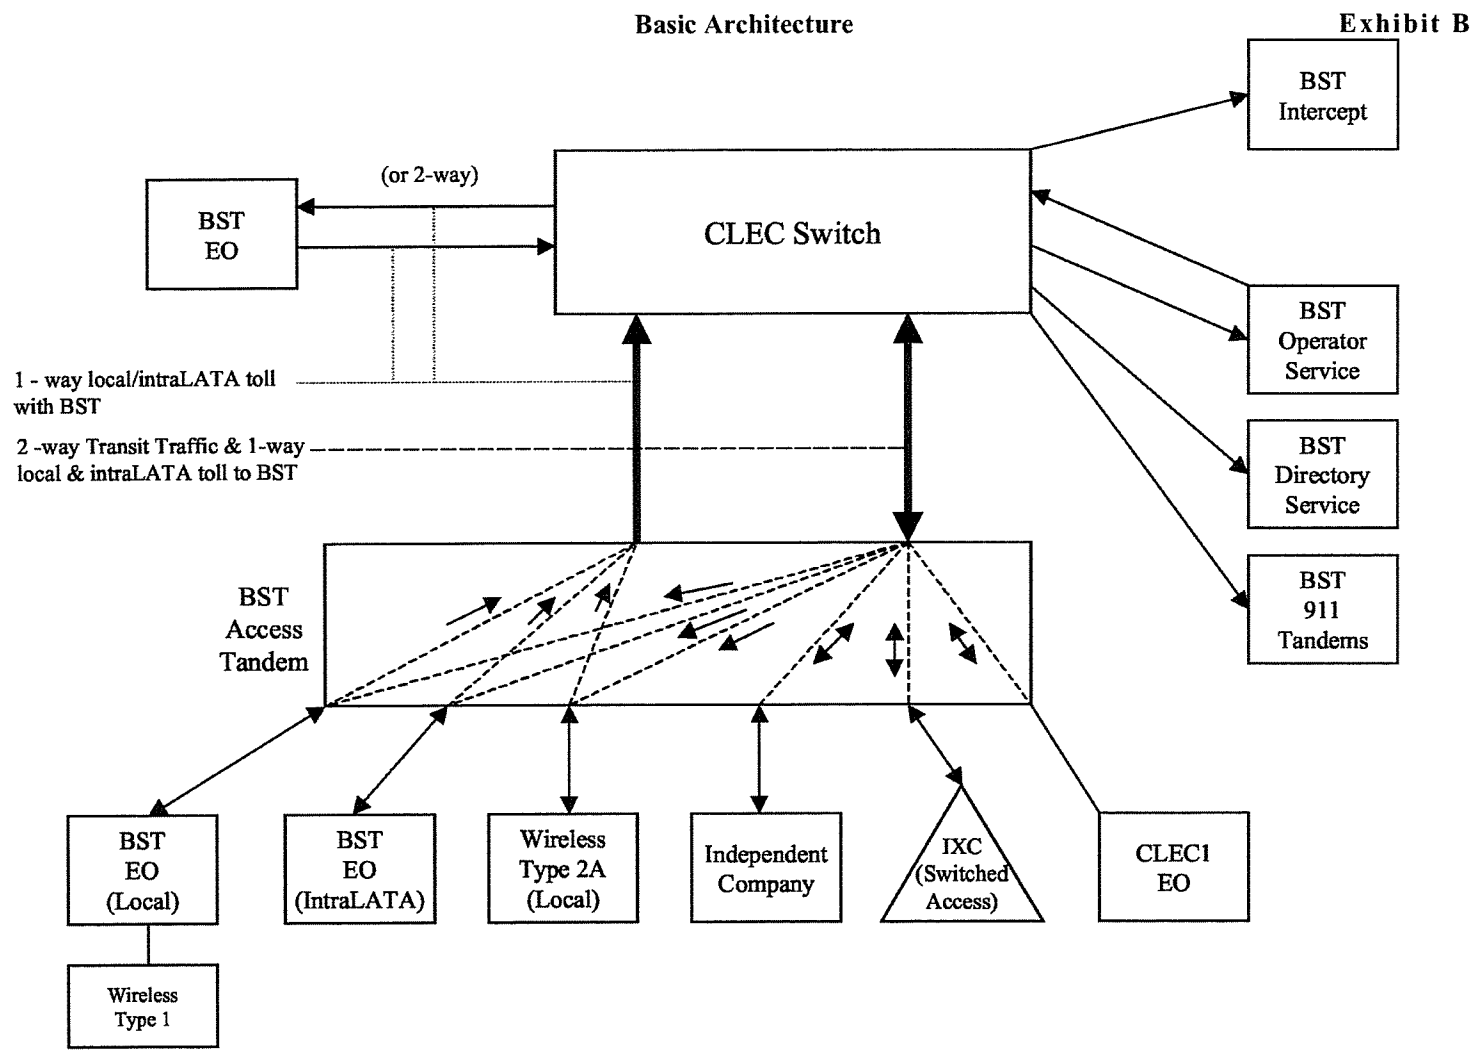 Basic Architecture
Exhibit B
BST
Intercept
(or 2-way)
BST
EO
CLEC Switch
BST
Operator
Service
1 - way local/intraLATA toll
with BST
2 -way Transit Traffic & 1-way
local & intraLATA toll to BST
BST
Directory
Service
BST
911
Tandems
BST
Access
Tandem
BST
EO
(Local)
BST
EO
(IntraLATA)
Wireless
Type 2A
(Local)
Independent
Company
IXC
(Switched
Access)
CLEC1
EO
Wireless
Type 1